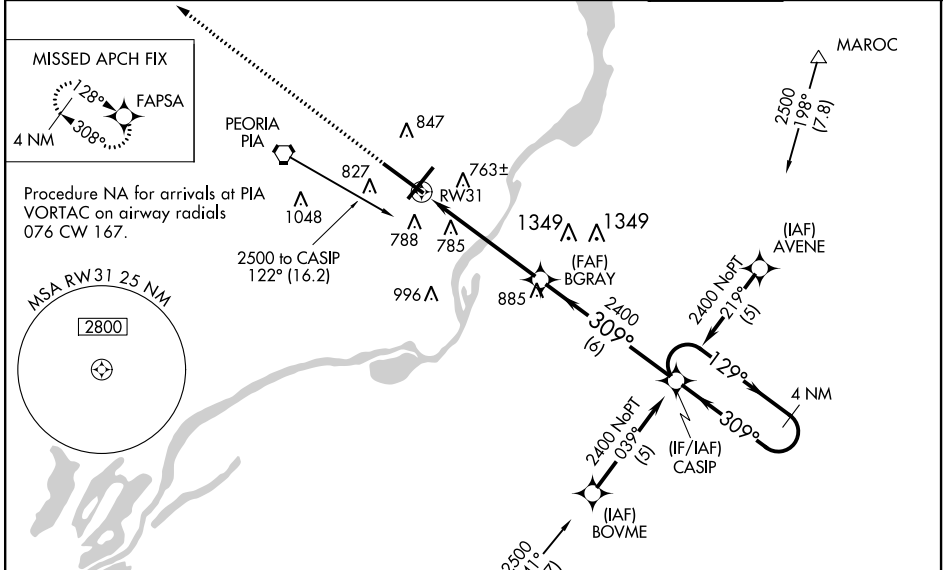 MISSED APCH FIX
128°
FAPSA
4 NM
308°
Procedure NA for arrivals at PIA
VORTAC on airway radials
076 CW 167.
MSA RW31 25 NM
2800
PEORIA
PIA
847
827
763±
RW31
1048
788
785
2500 to CASIP
122° (16.2)
996
885
1349
1349
(FAF)
BGRAY
MAROC
2500
198°
(7.8)
(IAF)
AVENE
2400 NoPT
219°
(5)
2400
309°
(6)
129°
4 NM
309°
(IF/IAF)
CASIP
2400 NoPT
039°
(5)
(IAF)
BOVME
2500